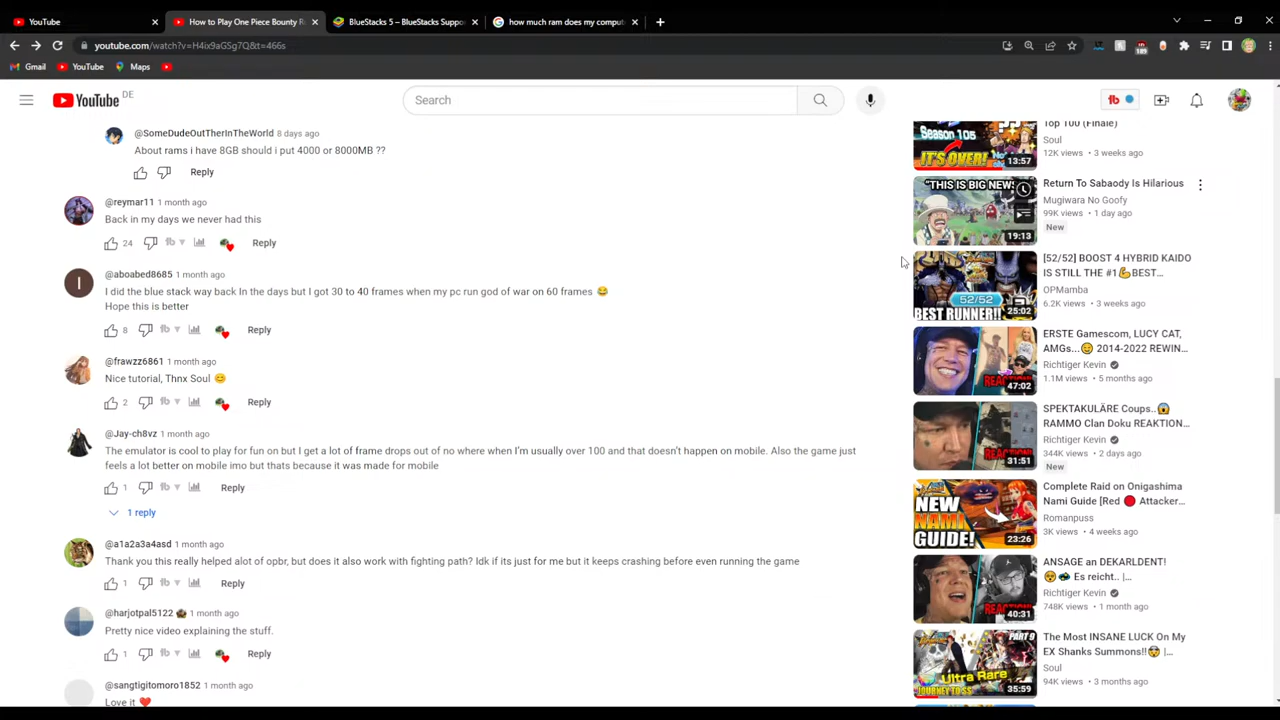 YouTube
How to Play One Piece Bounty R
BlueStacks 5 – BlueStacks Suppo
how much ram does my comput
youtube.com/watch?v=H4ix9aG5g7Q&t=466s
189
Gmail
YouTube
Maps
YouTube DE
Search
@SomeDudeOutTherInTheWorld 8 days ago
About rams i have 8GB should i put 4000 or 8000MB ??
Reply
@reymar11 1 month ago
Back in my days we never had this
24
Reply
@aboabed8685 1 month ago
I did the blue stack way back In the days but I got 30 to 40 frames when my pc run god of war on 60 frames 😂
Hope this is better
8
Reply
@frawzz6861 1 month ago
Nice tutorial, Thnx Soul 😊
2
Reply
@Jay-ch8vz 1 month ago
The emulator is cool to play for fun on but I get a lot of frame drops out of no where when I'm usually over 100 and that doesn't happen on mobile. Also the game just
feels a lot better on mobile imo but thats because it was made for mobile
1
Reply
1 reply
@a1a2a3a4asd 1 month ago
Thank you this really helped alot of opbr, but does it also work with fighting path? Idk if its just for me but it keeps crashing before even running the game
1
Reply
@harjotpal5122 1 month ago
Pretty nice video explaining the stuff.
1
Reply
@sangtigitomoro1852 1 month ago
Love it ❤️
Season 105
IT'S OVER!
13:57
Top 100 (Finale)
Soul
12K views • 3 weeks ago
"THIS IS BIG NEWS
19:13
Return To Sabaody Is Hilarious
Mugiwara No Goofy
99K views • 1 day ago
New
52/52
BEST RUNNER!!
25:02
[52/52] BOOST 4 HYBRID KAIDO
IS STILL THE #1💪BEST...
OPMamba
6.2K views • 3 weeks ago
REACTION!
47:02
ERSTE Gamescom, LUCY CAT,
AMGs...😊 2014-2022 REWIN...
Richtiger Kevin
1.1M views • 5 months ago
REACTION!
31:51
SPEKTAKULÄRE Coups..😱
RAMMO Clan Doku REAKTION...
Richtiger Kevin
344K views • 2 days ago
New
NEW
NAMI
GUIDE!
23:26
Complete Raid on Onigashima
Nami Guide [Red 🔴 Attacker...
Romanpuss
3K views • 4 weeks ago
REACTION!
40:31
ANSAGE an DEKARLDENT!
Es reicht.. |...
Richtiger Kevin
748K views • 1 month ago
PART 9
Ultra Rare
JOURNEY TO SS
35:59
The Most INSANE LUCK On My
EX Shanks Summons!!😨 |...
Soul
94K views • 3 months ago